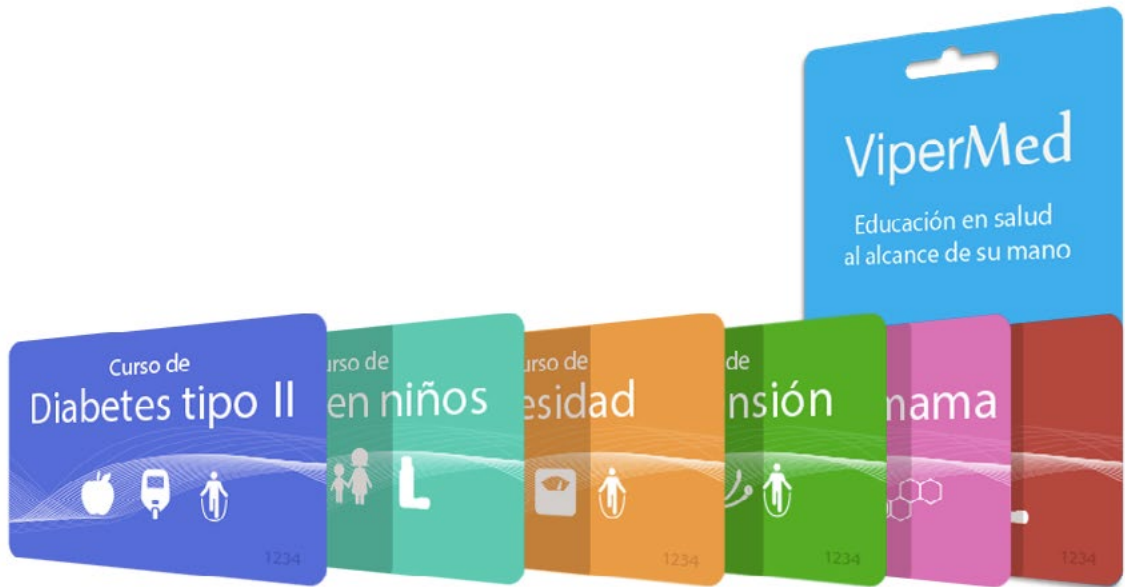 ViperMed
Educación en salud
al alcance de su mano
Curso de
Diabetes tipo II
1234
urso de
en niños
1234
urso de
esidad
1234
de
nsión
1234
mama
1234